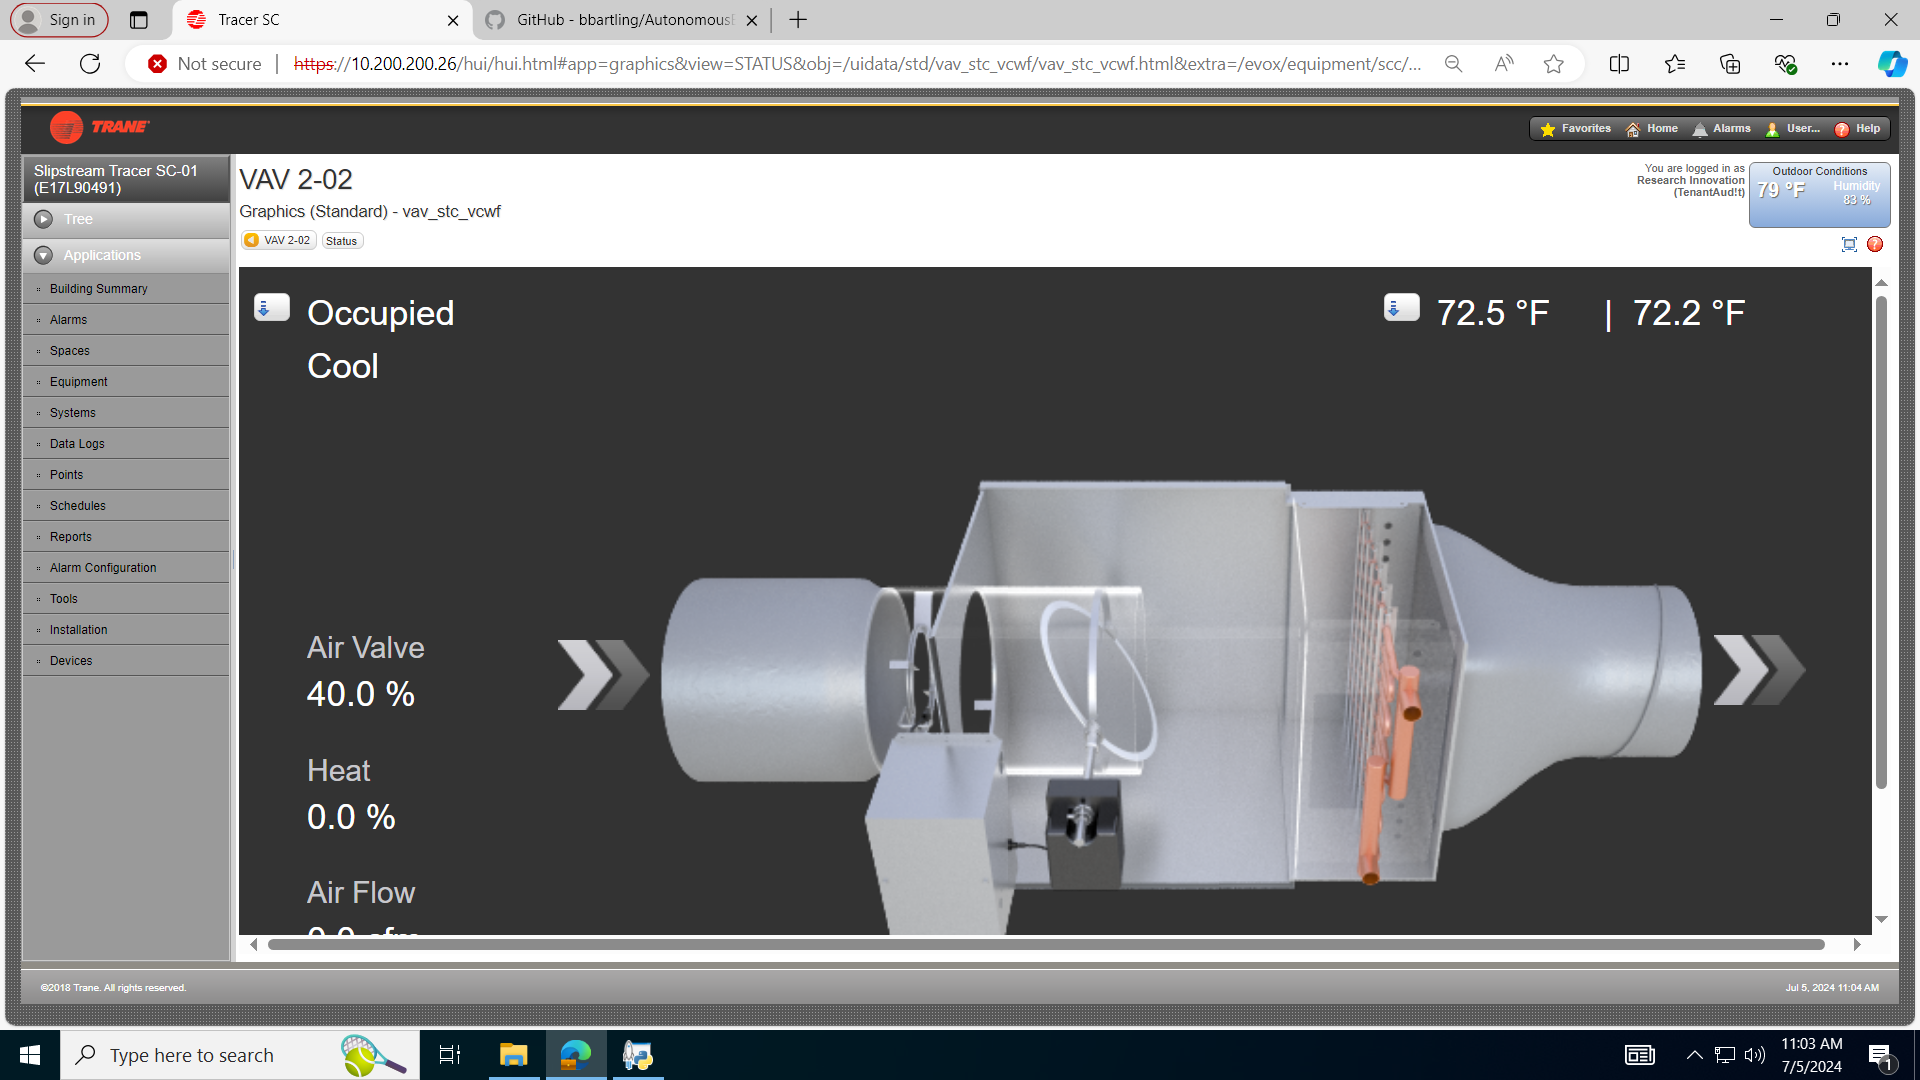 Sign in
Tracer SC
GitHub - bbartling/Autonomous
Not secure
https://10.200.200.26/hui/hui.html#app=graphics&view=STATUS&obj=/uidata/std/vav_stc_vcwf/vav_stc_vcwf.html&extra=/evox/equipment/scc/...
TRANE
Favorites
Home
Alarms
User...
Help
Slipstream Tracer SC-01
(E17L90491)
Tree
Applications
Building Summary
Alarms
Spaces
Equipment
Systems
Data Logs
Points
Schedules
Reports
Alarm Configuration
Tools
Installation
Devices
VAV 2-02
Graphics (Standard) - vav_stc_vcwf
VAV 2-02
Status
You are logged in as
Research Innovation
(TenantAud!t)
Outdoor Conditions
79 °F
Humidity
83 %
Occupied
Cool
72.5 °F | 72.2 °F
Air Valve
40.0 %
Heat
0.0 %
Air Flow
0.0 cfm
©2018 Trane. All rights reserved.
Jul 5, 2024 11:04 AM
Type here to search
11:03 AM
7/5/2024
1